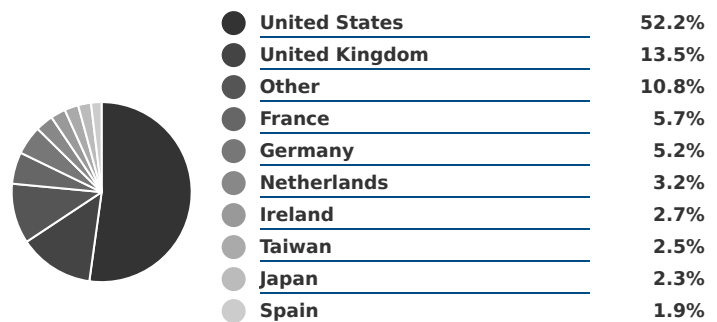 United States 52.2%
United Kingdom 13.5%
Other 10.8%
France 5.7%
Germany 5.2%
Netherlands 3.2%
Ireland 2.7%
Taiwan 2.5%
Japan 2.3%
Spain 1.9%